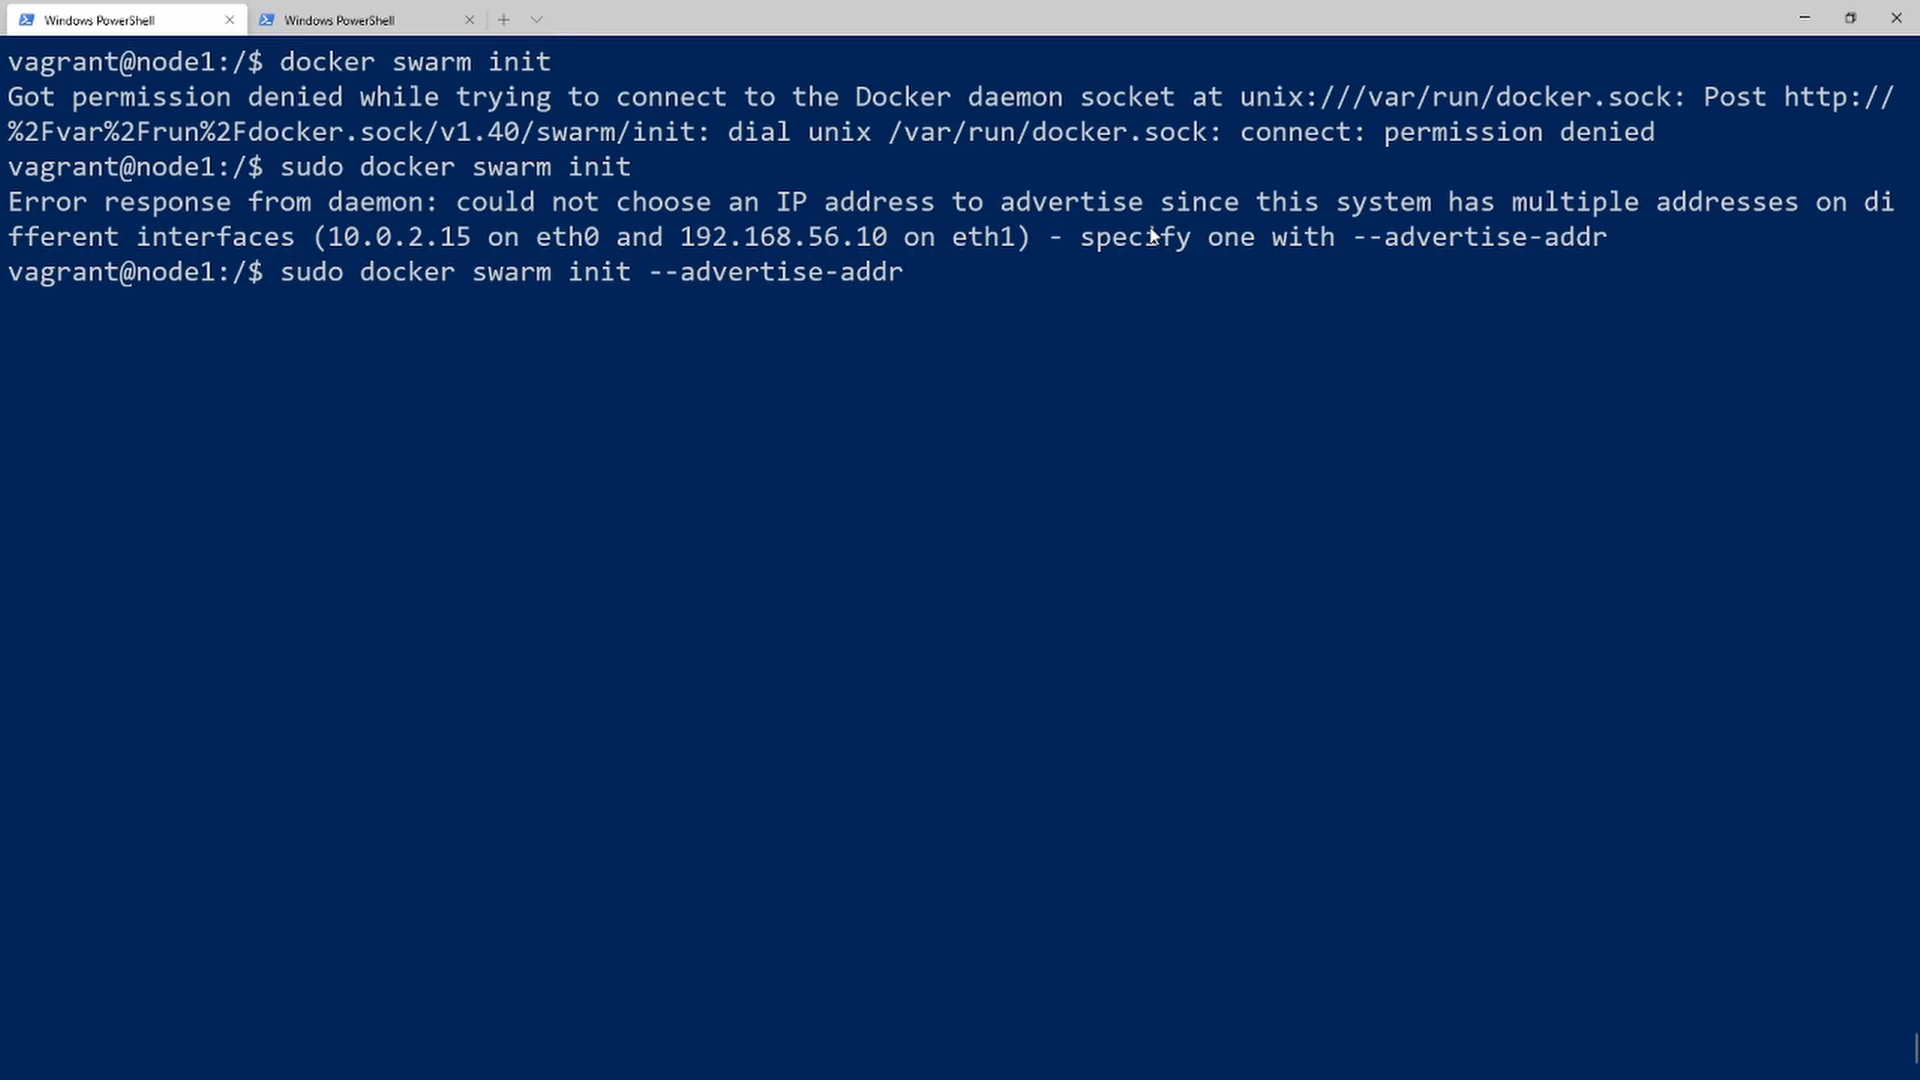 Windows PowerShell
Windows PowerShell
vagrant@node1:/$ docker swarm init
Got permission denied while trying to connect to the Docker daemon socket at unix:///var/run/docker.sock: Post http://
%2Fvar%2Frun%2Fdocker.sock/v1.40/swarm/init: dial unix /var/run/docker.sock: connect: permission denied
vagrant@node1:/$ sudo docker swarm init
Error response from daemon: could not choose an IP address to advertise since this system has multiple addresses on di
fferent interfaces (10.0.2.15 on eth0 and 192.168.56.10 on eth1) - specify one with --advertise-addr
vagrant@node1:/$ sudo docker swarm init --advertise-addr